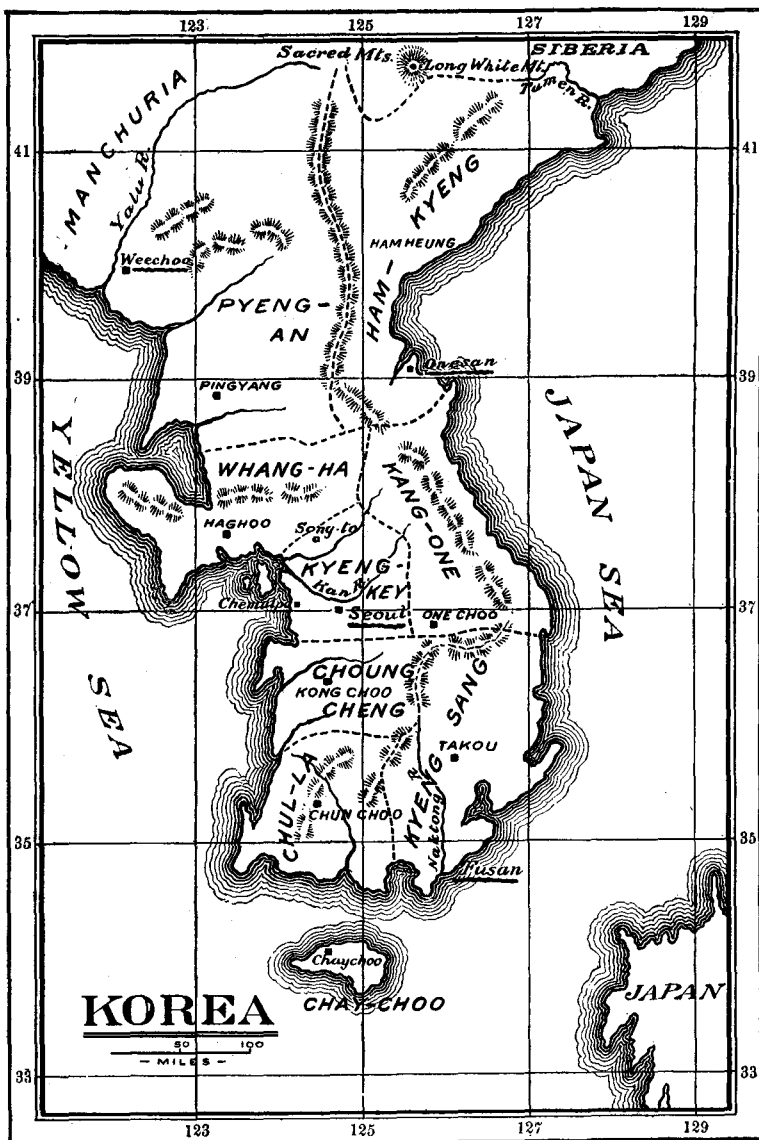 123 125 127 129
Sacred Mts.
Long White Mt.
SIBERIA
Tumen R.
MANCHURIA
41 41
Yalu R.
KYENG
HAM HEUNG
Weechoo
HAM-
PYENG-
AN
Onesan
39 39
PINGYANG
YELLOW
SEA
JAPAN
SEA
WHANG-HA
KANG-ONE
HAGHOO
Song-to
KYENG-
KEY
Kan R.
Chemulpo
37 37
Seoul
ONE CHOO
CHOUNG
KONG CHOO
CHENG
SANG
KYENG
TAKOU
CHUL-LA
CHUN CHOO
Naktong R.
35 35
Fusan
Chaychoo
CHAY-CHOO
JAPAN
KOREA
50 100
- MILES -
33 33
123 125 127 129